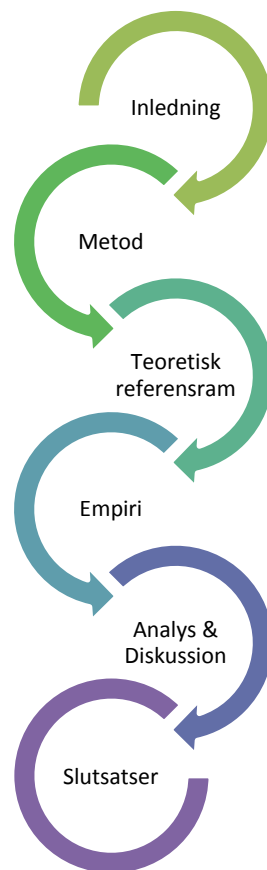 Inledning
Metod
Teoretisk
referensram
Empiri
Analys &
Diskussion
Slutsatser